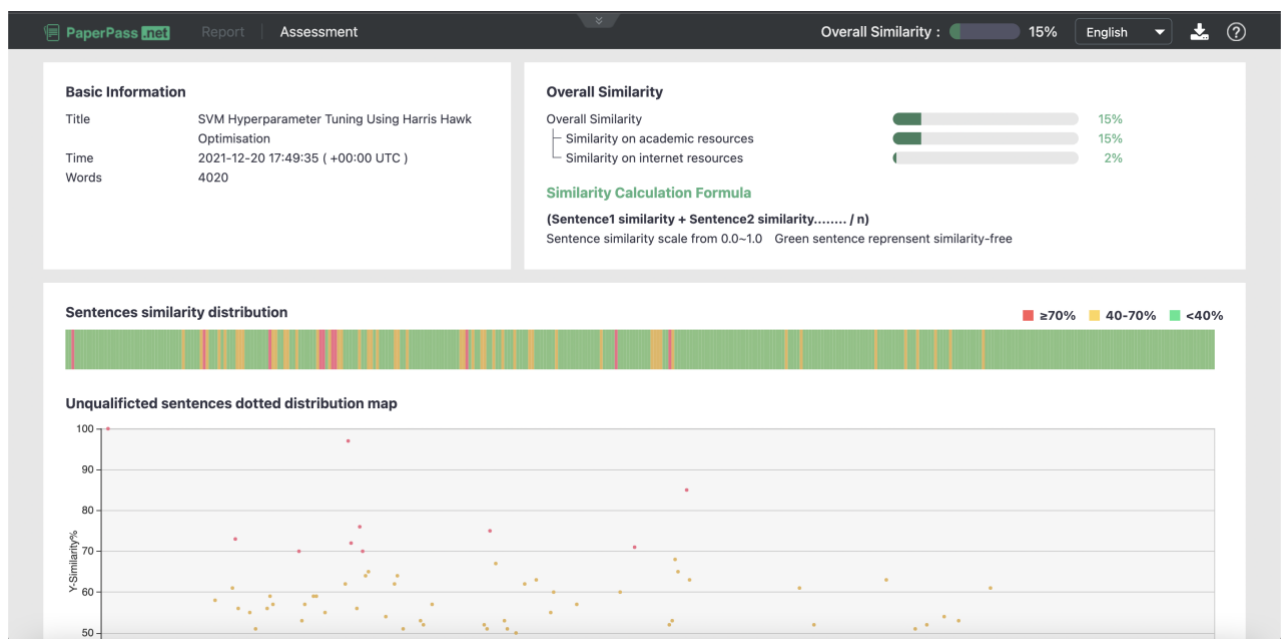 PaperPass .net Report Assessment Overall Similarity : 15% English
Basic Information
Title SVM Hyperparameter Tuning Using Harris Hawk
Optimisation
Time 2021-12-20 17:49:35 ( +00:00 UTC )
Words 4020
Overall Similarity
Overall Similarity 15%
Similarity on academic resources 15%
Similarity on internet resources 2%
Similarity Calculation Formula
(Sentence1 similarity + Sentence2 similarity........ / n)
Sentence similarity scale from 0.0~1.0 Green sentence reprensent similarity-free
Sentences similarity distribution
≥70% 40-70% <40%
Unqualificted sentences dotted distribution map
100
90
80
70
60
50
Y-Similarity%